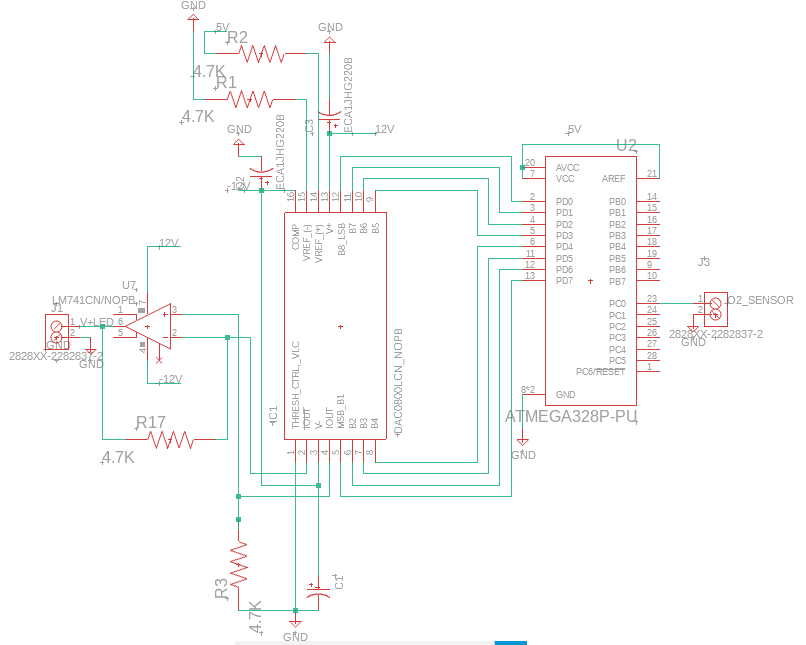 GND
5V
R2
GND
4.7K
R1
4.7K
ECA1JHG220B
C3
12V
GND
ECA1JHG220B
C2
-12V
5V
U2
20 AVCC
7 VCC
AREF 21
2 PD0
3 PD1
4 PD2
5 PD3
6 PD4
11 PD5
12 PD6
13 PD7
PB0 14
PB1 15
PB2 16
PB3 17
PB4 18
PB5 19
PB6 9
PB7 10
PC0 23
PC1 24
PC2 25
PC3 26
PC4 27
PC5 28
PC6/RESET 1
8*2 GND
ATMEGA328P-PU
GND
J3
1 O2_SENSOR
2
2828XX-2282837-2
GND
16 15 14 13 12 11 10 9
COMP VREF_(-) VREF_(+) V+ B8_LSB B7 B6 B5
THRESH_CTRL,_VLC IOUT V- IOUT MSB_B1 B2 B3 B4
1 2 3 4 5 6 7 8
IC1
DAC0800LCN_NOPB
12V
U7
LM741CN/NOPB
7
1
6
5
3
2
4
-12V
J1
1 V+LED
2
GND
2828XX-2282837-2
GND
R17
4.7K
R3
4.7K
C1
GND